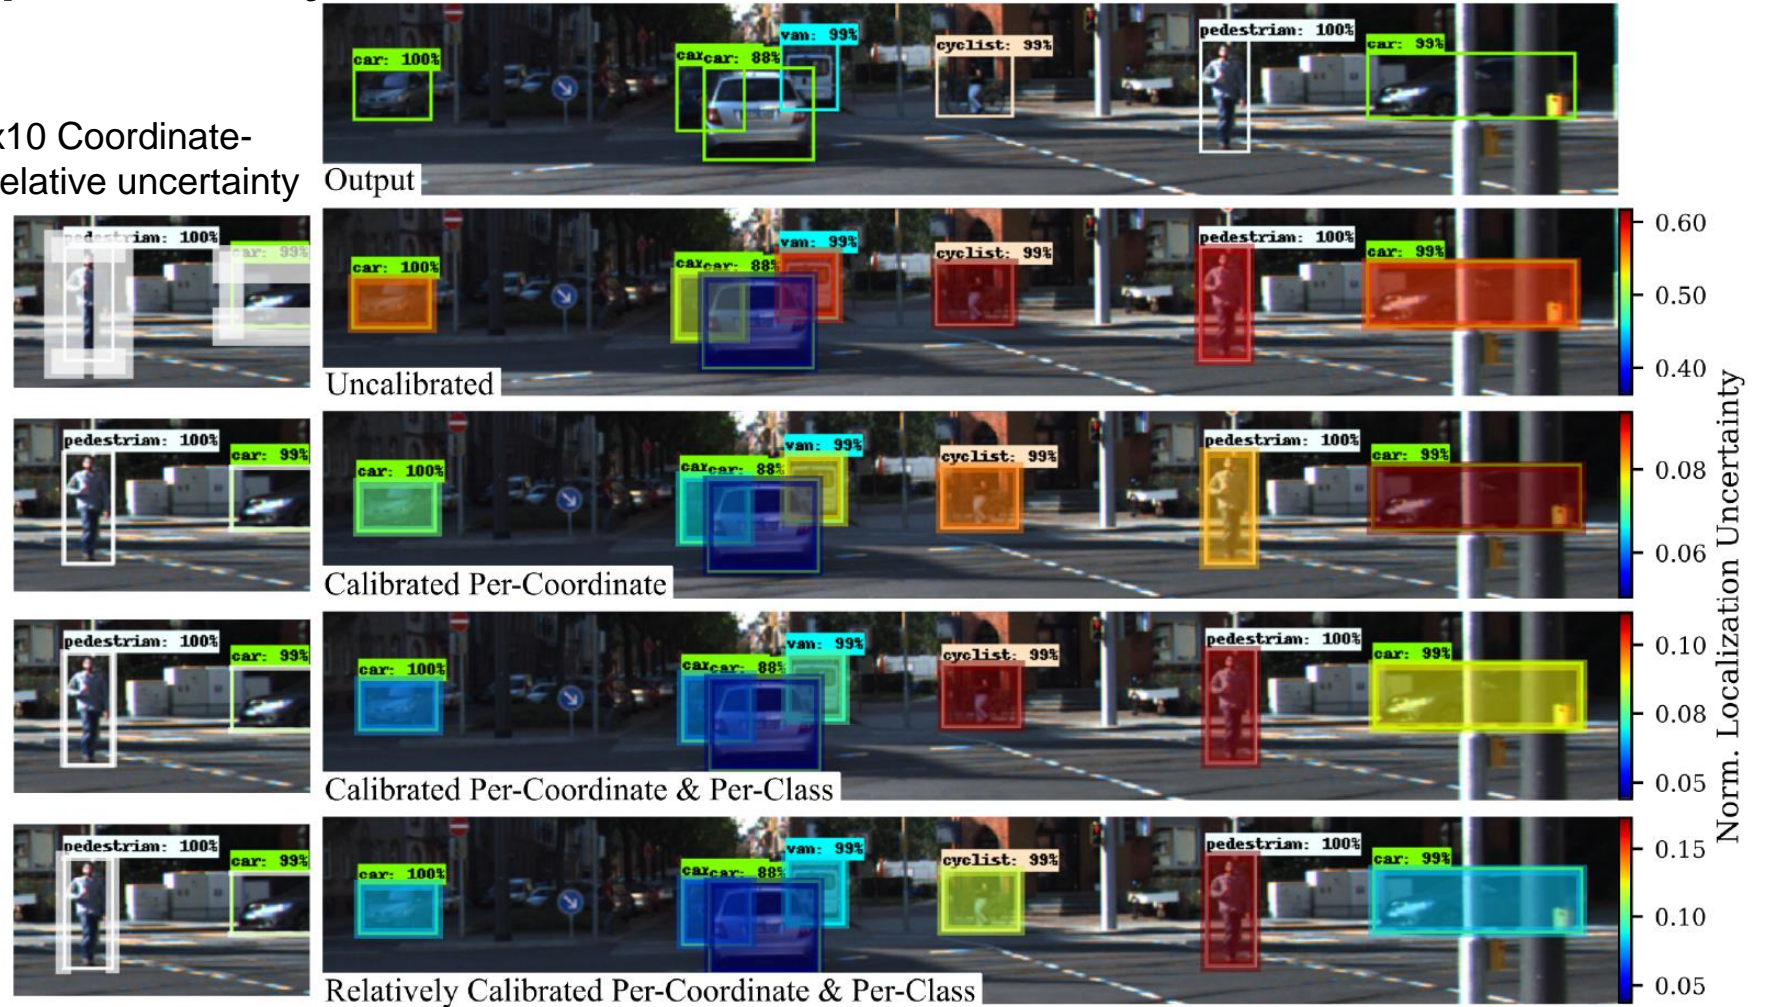 x10 Coordinate-
elative uncertainty
car: 100%
car: 88%
van: 99%
cyclist: 99%
pedestrian: 100%
car: 99%
Output
pedestrian: 100%
car: 99%
car: 100%
car: 88%
van: 99%
cyclist: 99%
pedestrian: 100%
car: 99%
Uncalibrated
0.60
0.50
0.40
pedestrian: 100%
car: 99%
car: 100%
car: 88%
van: 99%
cyclist: 99%
pedestrian: 100%
car: 99%
Calibrated Per-Coordinate
0.08
0.06
pedestrian: 100%
car: 99%
car: 100%
car: 88%
van: 99%
cyclist: 99%
pedestrian: 100%
car: 99%
Calibrated Per-Coordinate & Per-Class
0.10
0.08
0.05
pedestrian: 100%
car: 99%
car: 100%
car: 88%
van: 99%
cyclist: 99%
pedestrian: 100%
car: 99%
Relatively Calibrated Per-Coordinate & Per-Class
0.15
0.10
0.05
Norm. Localization Uncertainty